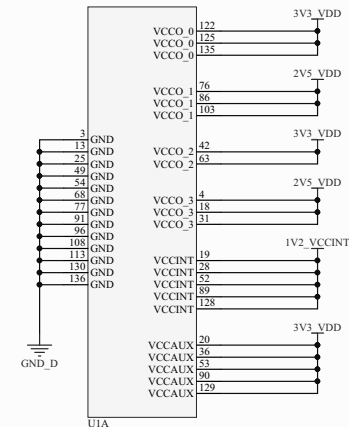 3V3_VDD
VCCO_0 122
VCCO_0 125
VCCO_0 135
2V5_VDD
VCCO_1 76
VCCO_1 86
VCCO_1 103
3V3_VDD
VCCO_2 42
VCCO_2 63
2V5_VDD
VCCO_3 4
VCCO_3 18
VCCO_3 31
1V2_VCCINT
VCCINT 19
VCCINT 28
VCCINT 52
VCCINT 89
VCCINT 128
3V3_VDD
VCCAUX 20
VCCAUX 36
VCCAUX 53
VCCAUX 90
VCCAUX 129
3 GND
13 GND
25 GND
49 GND
54 GND
68 GND
77 GND
91 GND
96 GND
108 GND
113 GND
130 GND
136 GND
GND_D
U1A